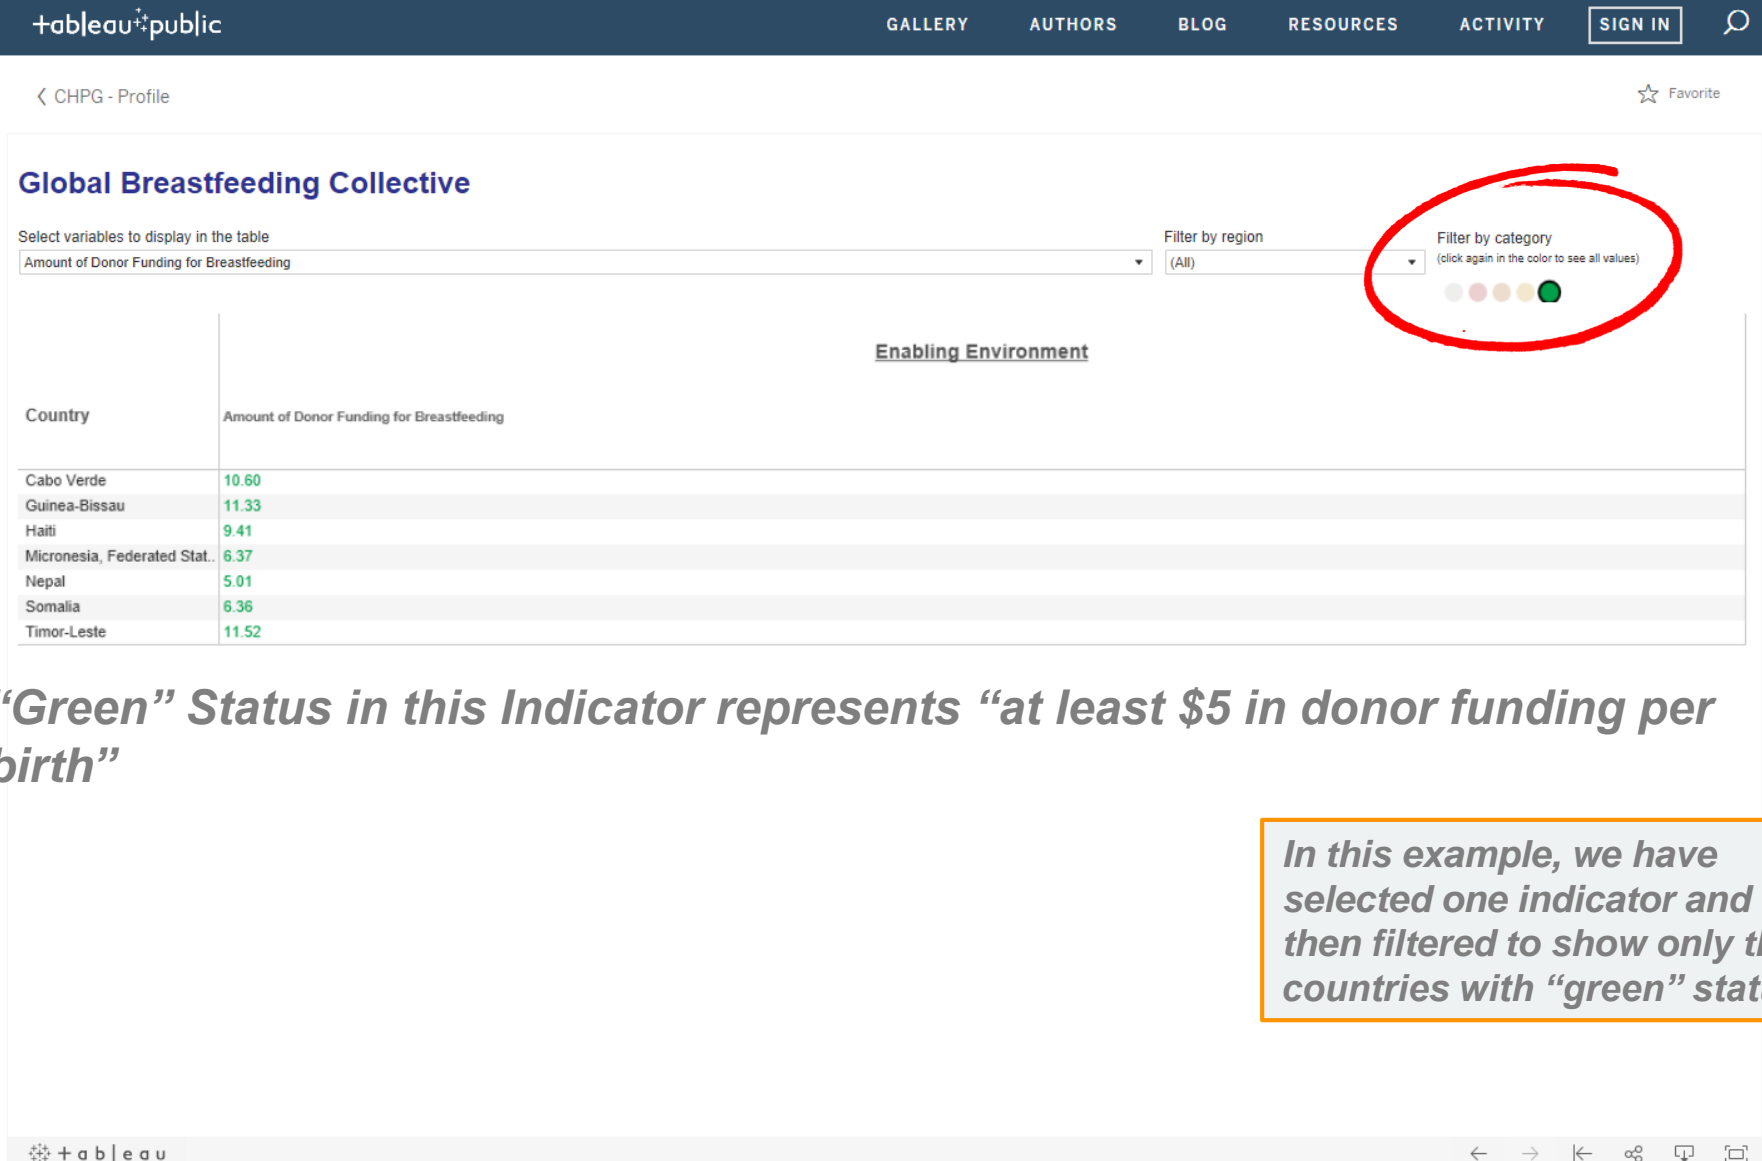 +ableau public
GALLERY AUTHORS BLOG RESOURCES ACTIVITY SIGN IN
CHPG - Profile
Favorite
Global Breastfeeding Collective
Select variables to display in the table
Filter by region
Filter by category
(click again in the color to see all values)
Amount of Donor Funding for Breastfeeding
(All)
Enabling Environment
Country
Amount of Donor Funding for Breastfeeding
Cabo Verde 10.60
Guinea-Bissau 11.33
Haiti 9.41
Micronesia, Federated Stat.. 6.37
Nepal 5.01
Somalia 6.36
Timor-Leste 11.52
“Green” Status in this Indicator represents “at least $5 in donor funding per
birth”
In this example, we have
selected one indicator and
then filtered to show only
countries with “green”
+ableau